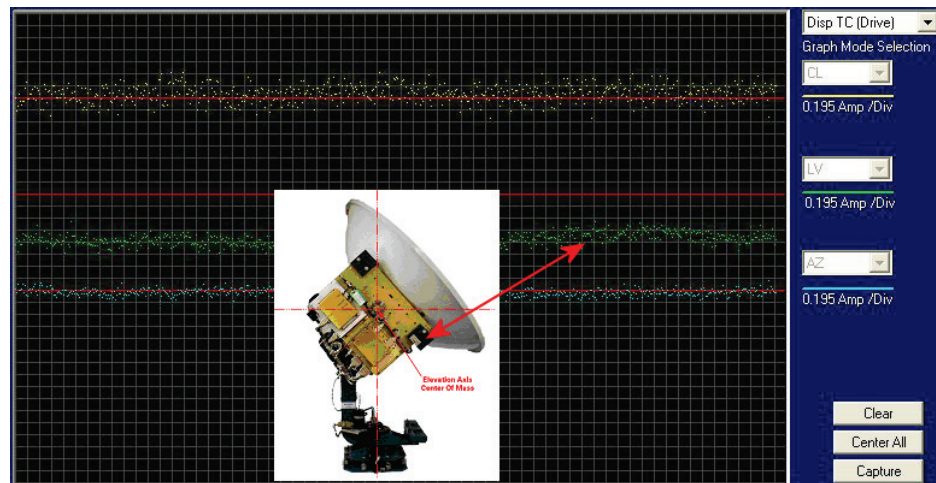 Disp TC (Drive)
Graph Mode Selection
CL
0.195 Amp /Div
LV
0.195 Amp /Div
AZ
0.195 Amp /Div
Elevation Axis
Center Of Mass
Clear
Center All
Capture